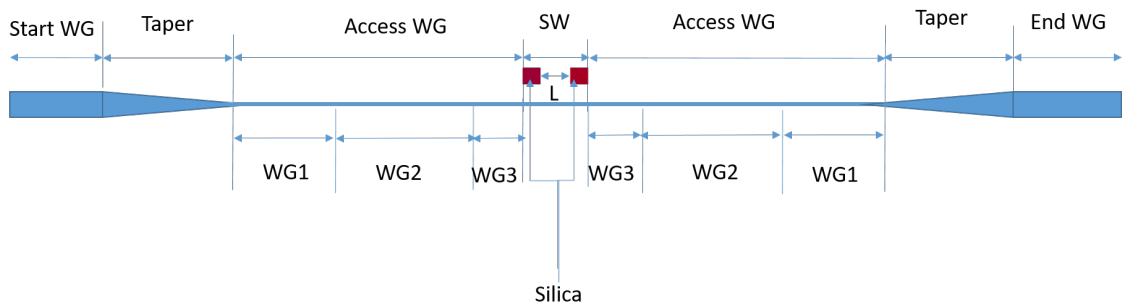 Start WG
Taper
Access WG
SW
Access WG
Taper
End WG
L
WG1
WG2
WG3
WG3
WG2
WG1
Silica